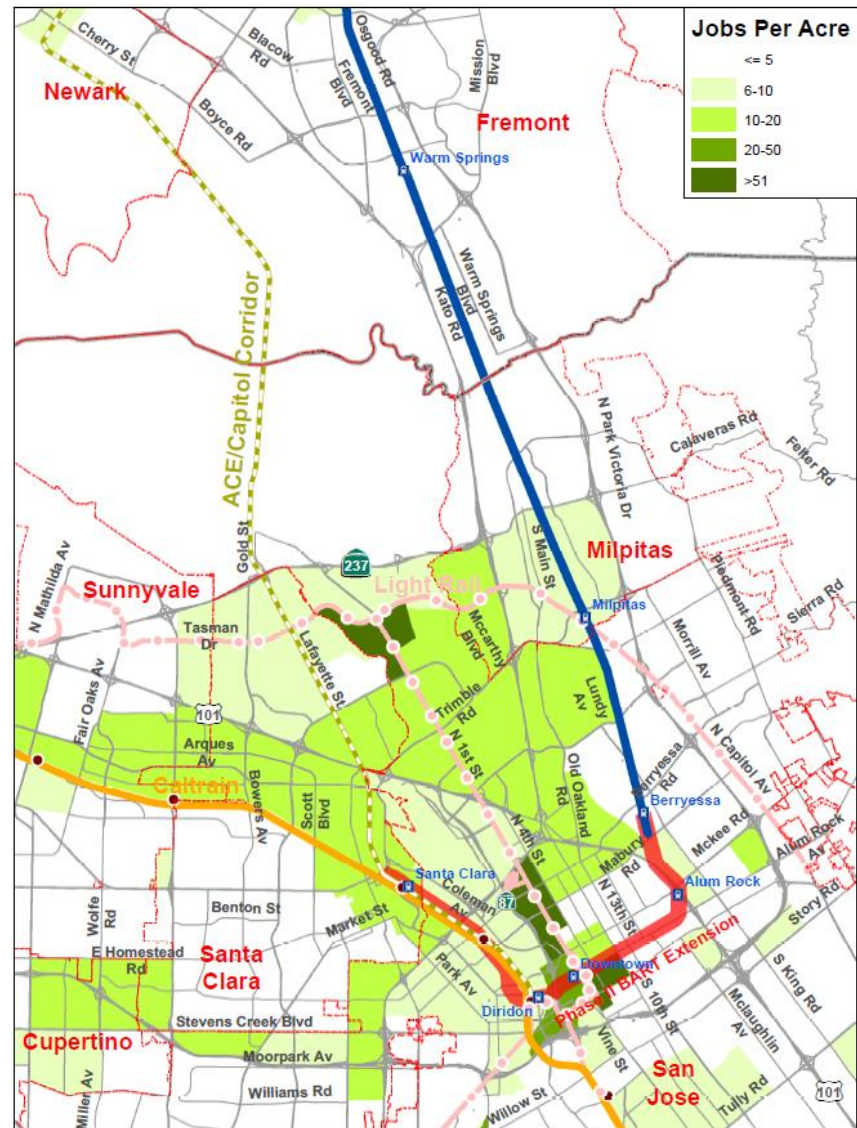 Jobs Per Acre
<= 5
6-10
10-20
20-50
>51
Cherry St
Newark
Blacow
Rd
Boyce Rd
Fremont
Blvd
Osgood Rd
Mission
Blvd
Fremont
Warm Springs
Warm Springs
Blvd
Kato Rd
ACE/Capitol Corridor
Gold St
N Park Victoria Dr
Calaveras Rd
Felter Rd
S Main St
Milpitas
237
Light Rail
N Mathilda Av
Sunnyvale
Tasman
Dr
Lafayette St
Mccarthy
Blvd
Milpitas
Piedmont Rd
Sierra Rd
Morrill Av
Fair Oaks Av
101
Arques
Av
Trimble
Rd
N 1st St
Lundy
Av
N Capitol Av
Caltrain
Bowers Av
Scott
Blvd
Old Oakland
Rd
Berryessa
Rd
Berryessa
N 4th St
Mabury
Rd
Mckee Rd
Alum Rock
Av
Santa Clara
Coleman
Av
87
N 13th St
Alum Rock
Story Rd
Benton St
Market St
Wolfe
Rd
E Homestead
Rd
Santa
Clara
Park Av
Downtown
Phase II BART Extension
Diridon
S 10th St
S King Rd
Mclaughlin
Av
Stevens Creek Blvd
Cupertino
Moorpark Av
Vine St
San
Jose
Miller Av
Williams Rd
Willow St
Tully Rd
101